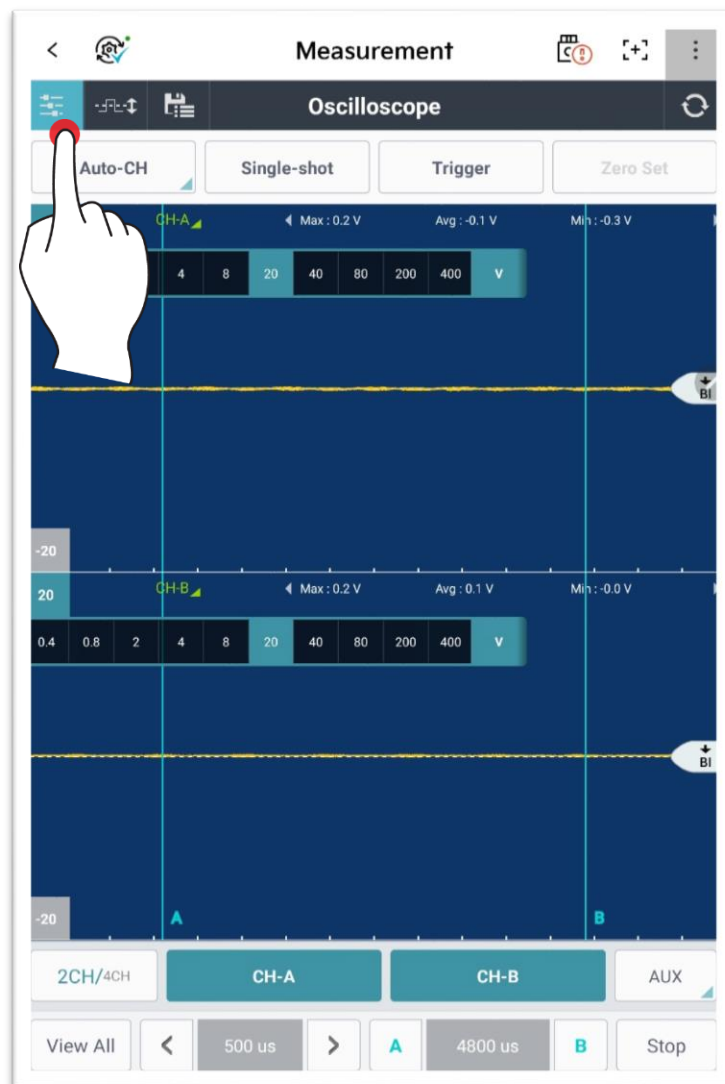 Measurement
Oscilloscope
Auto-CH Single-shot Trigger Zero Set
CH-A Max : 0.2 V Avg : -0.1 V Min : -0.3 V
4 8 20 40 80 200 400 V
BI
-20
20 CH-B Max : 0.2 V Avg : 0.1 V Min : -0.0 V
0.4 0.8 2 4 8 20 40 80 200 400 V
BI
-20 A B
2CH/4CH CH-A CH-B AUX
View All < 500 us > A 4800 us B Stop